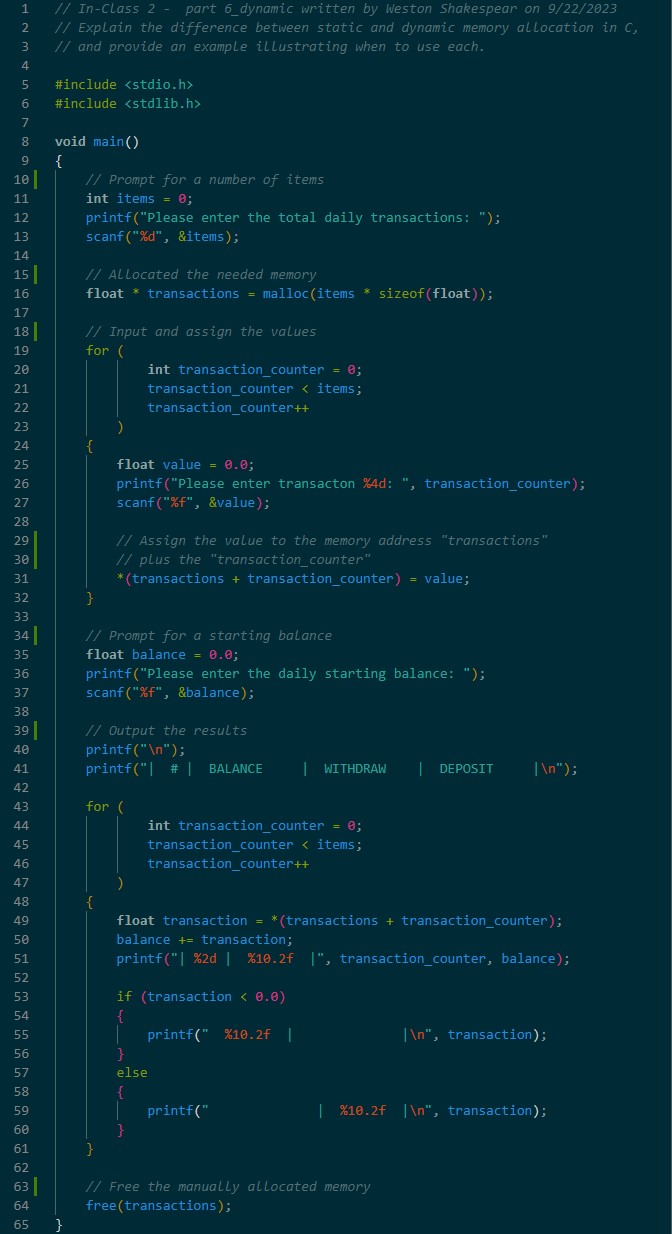 1 // In-Class 2 -  part 6_dynamic written by Weston Shakespear on 9/22/2023
2 // Explain the difference between static and dynamic memory allocation in C,
3 // and provide an example illustrating when to use each.
4
5 #include <stdio.h>
6 #include <stdlib.h>
7
8 void main()
9 {
10     // Prompt for a number of items
11     int items = 0;
12     printf("Please enter the total daily transactions: ");
13     scanf("%d", &items);
14
15     // Allocated the needed memory
16     float * transactions = malloc(items * sizeof(float));
17
18     // Input and assign the values
19     for (
20             int transaction_counter = 0;
21             transaction_counter < items;
22             transaction_counter++
23         )
24     {
25         float value = 0.0;
26         printf("Please enter transacton %4d: ", transaction_counter);
27         scanf("%f", &value);
28
29         // Assign the value to the memory address "transactions"
30         // plus the "transaction_counter"
31         *(transactions + transaction_counter) = value;
32     }
33
34     // Prompt for a starting balance
35     float balance = 0.0;
36     printf("Please enter the daily starting balance: ");
37     scanf("%f", &balance);
38
39     // Output the results
40     printf("\n");
41     printf("|  # |  BALANCE     |  WITHDRAW    |  DEPOSIT     |\n");
42
43     for (
44             int transaction_counter = 0;
45             transaction_counter < items;
46             transaction_counter++
47         )
48     {
49         float transaction = *(transactions + transaction_counter);
50         balance += transaction;
51         printf("| %2d |  %10.2f  |", transaction_counter, balance);
52
53         if (transaction < 0.0)
54         {
55             printf("  %10.2f  |              |\n", transaction);
56         }
57         else
58         {
59             printf("              |  %10.2f  |\n", transaction);
60         }
61     }
62
63     // Free the manually allocated memory
64     free(transactions);
65 }